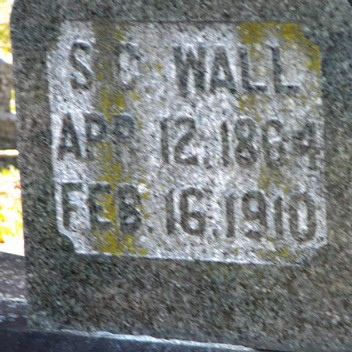 S. C. WALL
APR. 12. 1864
FEB. 16. 1910